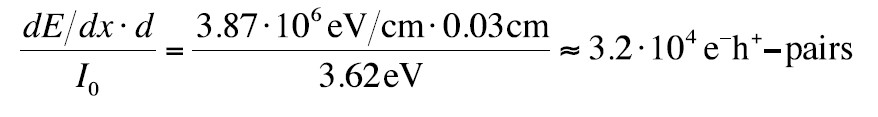 dE/dx · d / I₀ = 3.87 · 10⁶ eV/cm · 0.03cm / 3.62eV ≈ 3.2 · 10⁴ e⁻h⁺–pairs